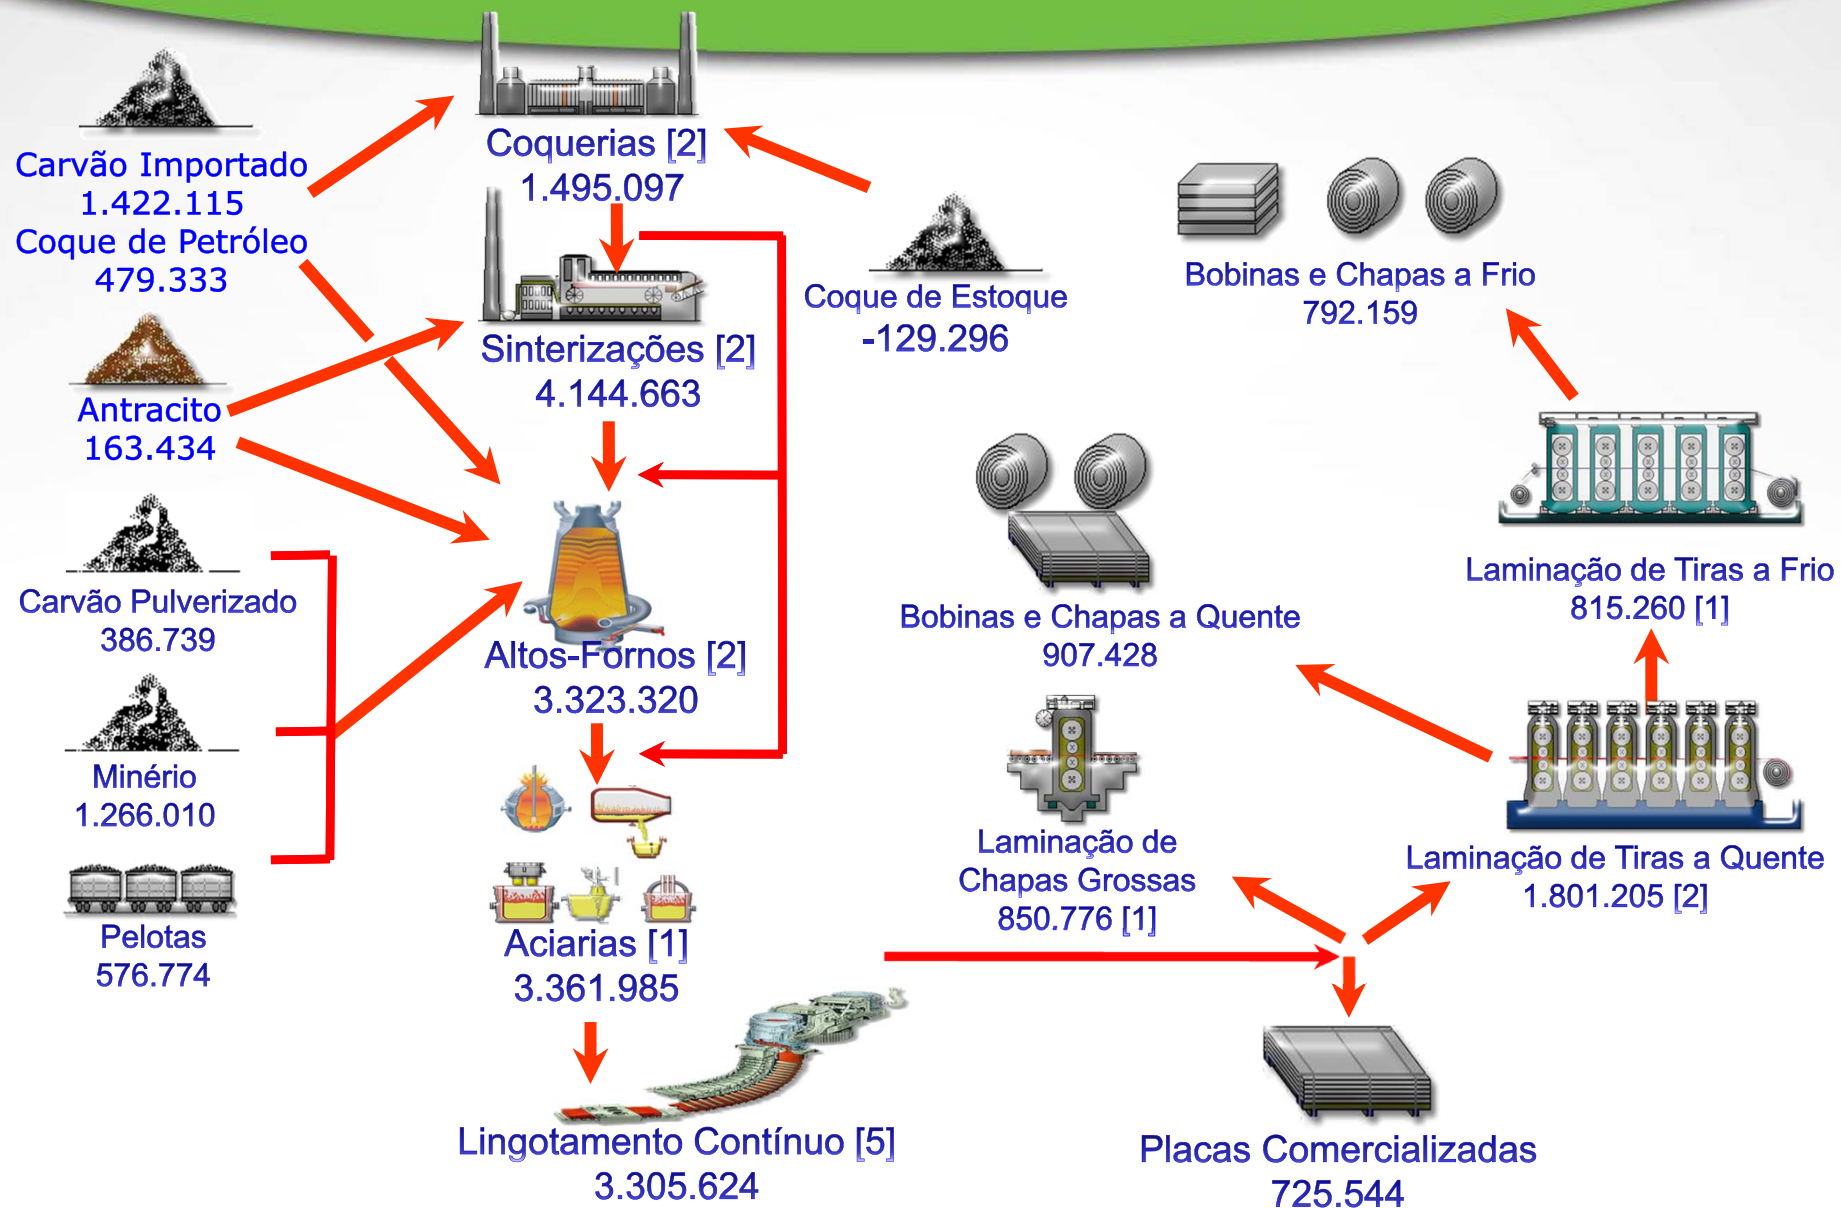 Carvão Importado
1.422.115
Coque de Petróleo
479.333
Antracito
163.434
Carvão Pulverizado
386.739
Minério
1.266.010
Pelotas
576.774
Coquerias [2]
1.495.097
Sinterizações [2]
4.144.663
Altos-Fornos [2]
3.323.320
Aciarias [1]
3.361.985
Lingotamento Contínuo [5]
3.305.624
Coque de Estoque
-129.296
Bobinas e Chapas a Quente
907.428
Laminação de
Chapas Grossas
850.776 [1]
Bobinas e Chapas a Frio
792.159
Laminação de Tiras a Frio
815.260 [1]
Laminação de Tiras a Quente
1.801.205 [2]
Placas Comercializadas
725.544